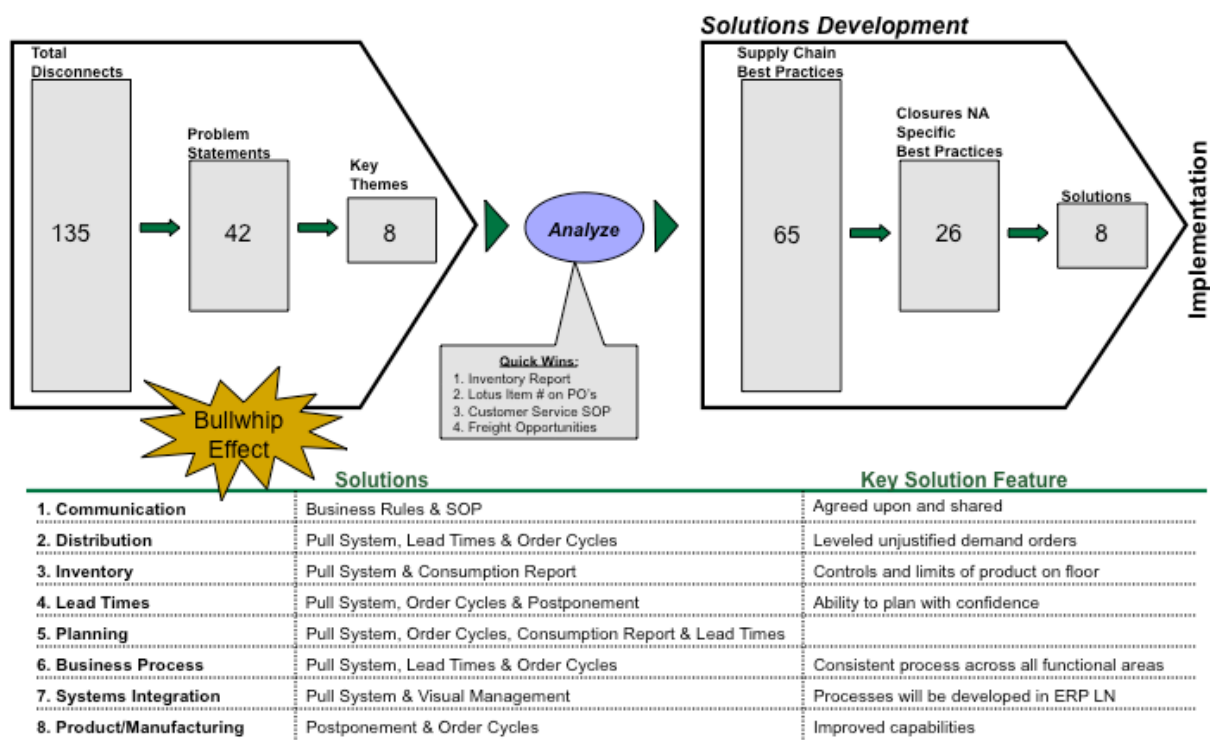 Solutions Development
Total
Disconnects
135
Problem
Statements
42
Key
Themes
8
Analyze
Quick Wins:
1. Inventory Report
2. Lotus Item # on PO's
3. Customer Service SOP
4. Freight Opportunities
Supply Chain
Best Practices
65
Closures NA
Specific
Best Practices
26
Solutions
8
Implementation
Bullwhip
Effect
Solutions Key Solution Feature
1. Communication Business Rules & SOP Agreed upon and shared
2. Distribution Pull System, Lead Times & Order Cycles Leveled unjustified demand orders
3. Inventory Pull System & Consumption Report Controls and limits of product on floor
4. Lead Times Pull System, Order Cycles & Postponement Ability to plan with confidence
5. Planning Pull System, Order Cycles, Consumption Report & Lead Times
6. Business Process Pull System, Lead Times & Order Cycles Consistent process across all functional areas
7. Systems Integration Pull System & Visual Management Processes will be developed in ERP LN
8. Product/Manufacturing Postponement & Order Cycles Improved capabilities